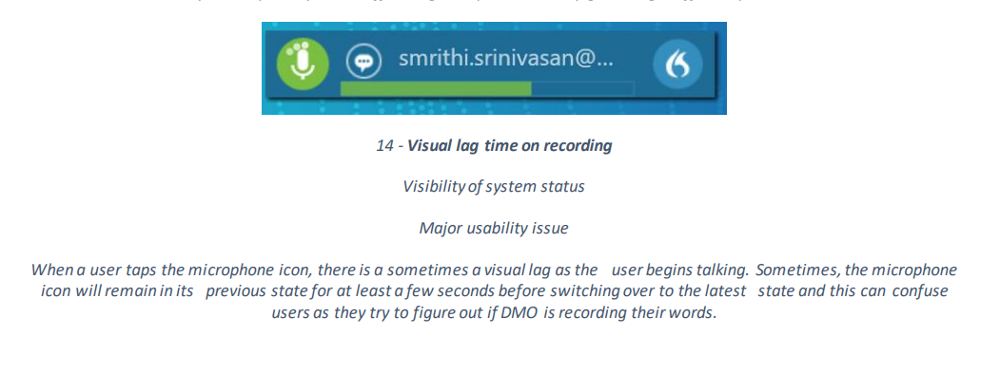 smrithi.srinivasan@...
14 - Visual lag time on recording
Visibility of system status
Major usability issue
When a user taps the microphone icon, there is a sometimes a visual lag as the user begins talking. Sometimes, the microphone
icon will remain in its previous state for at least a few seconds before switching over to the latest state and this can confuse
users as they try to figure out if DMO is recording their words.